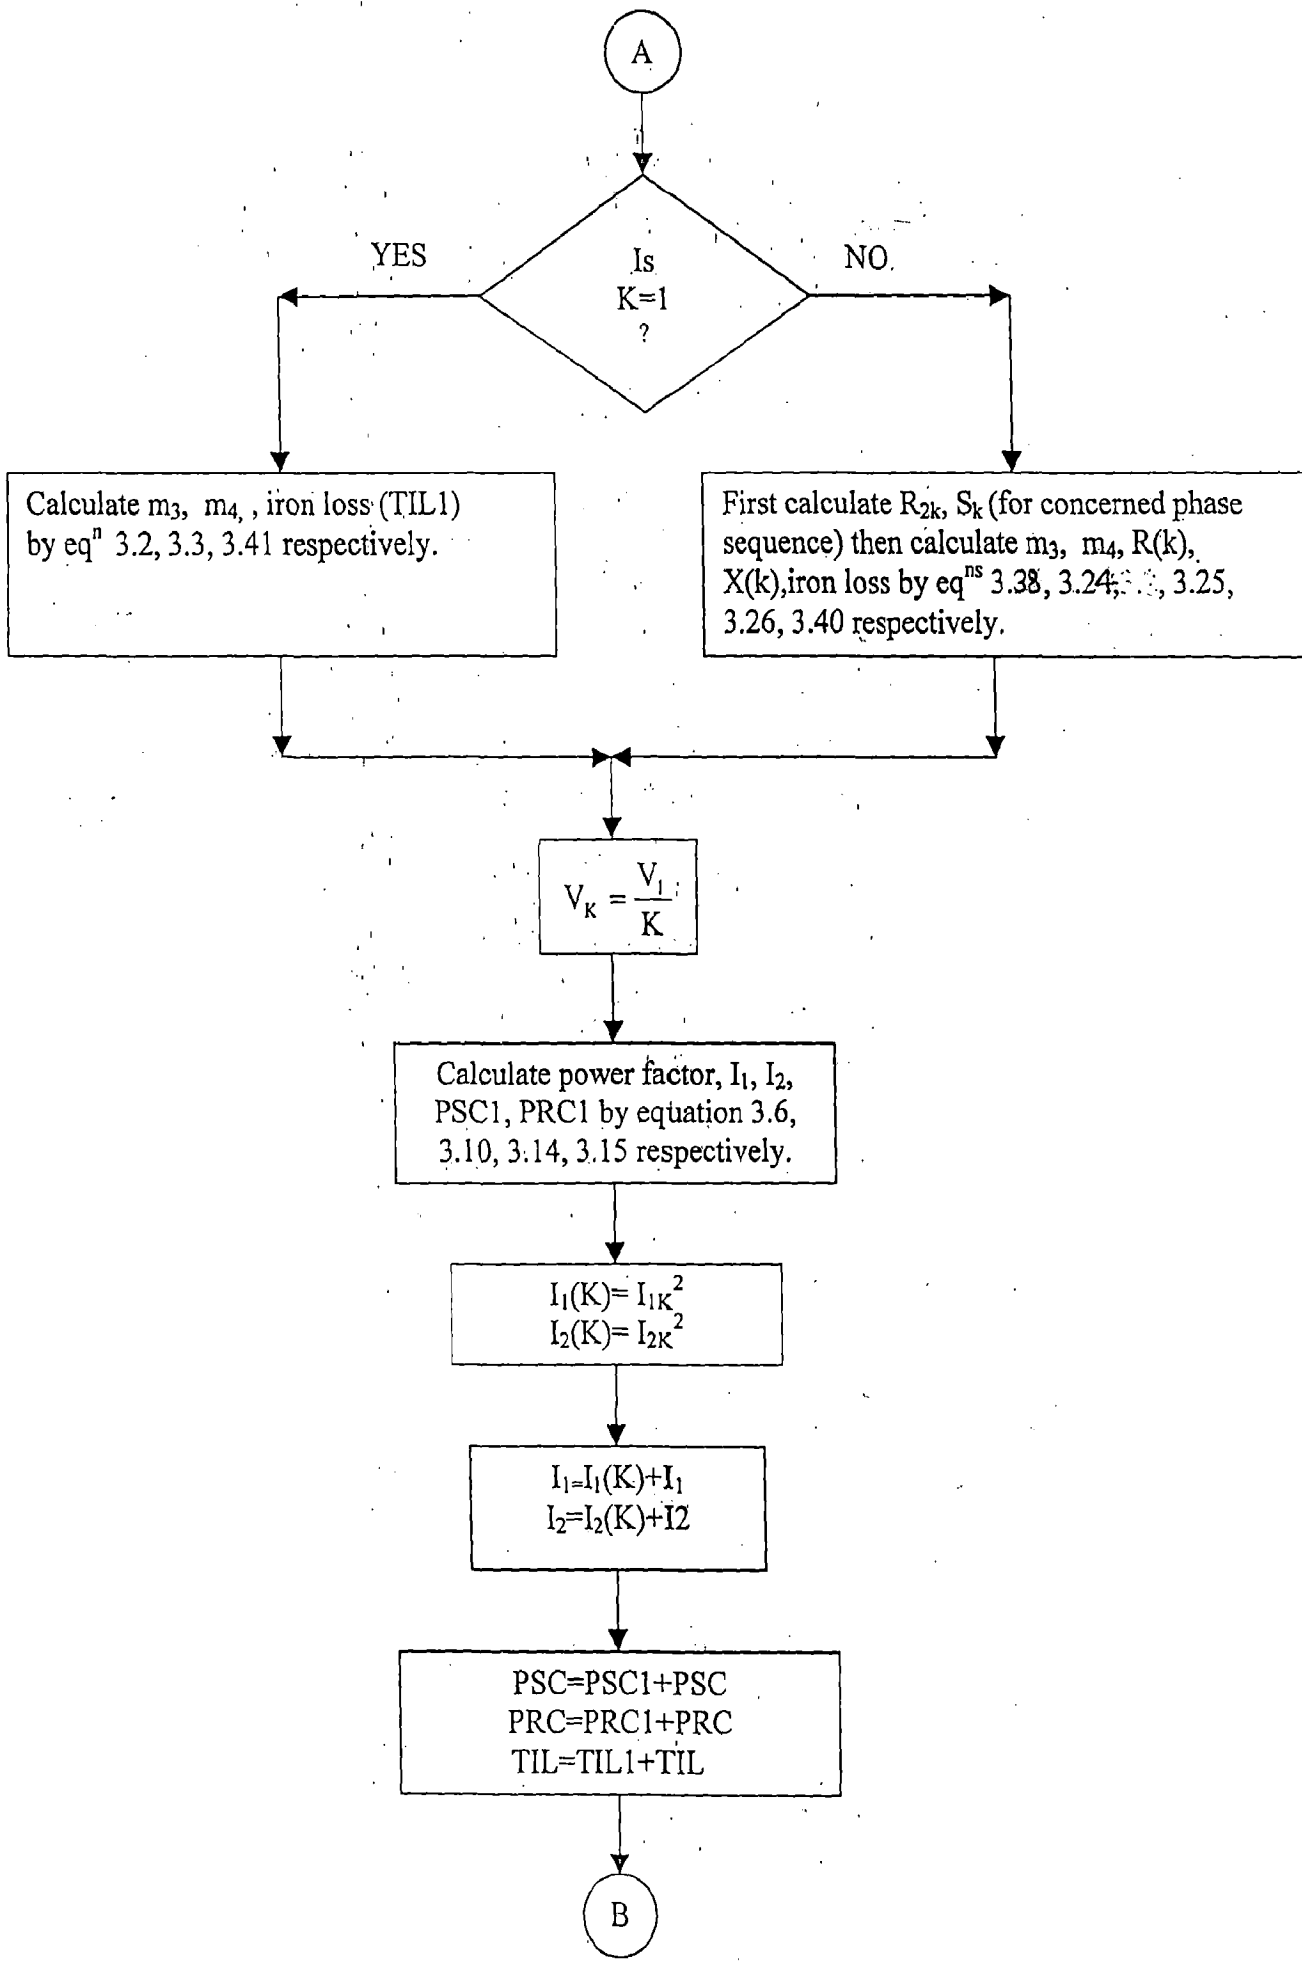 A
Is
K=1
?
YES
NO
Calculate m₃, m₄, , iron loss (TIL1)
by eqⁿ 3.2, 3.3, 3.41 respectively.
First calculate R₂ₖ, Sₖ (for concerned phase
sequence) then calculate m₃, m₄, R(k),
X(k),iron loss by eqⁿˢ 3.38, 3.24, 3.25,
3.26, 3.40 respectively.
V_K = V₁/K
Calculate power factor, I₁, I₂,
PSC1, PRC1 by equation 3.6,
3.10, 3.14, 3.15 respectively.
I₁(K)= I₁K²
I₂(K)= I₂K²
I₁=I₁(K)+I₁
I₂=I₂(K)+I2
PSC=PSC1+PSC
PRC=PRC1+PRC
TIL=TIL1+TIL
B